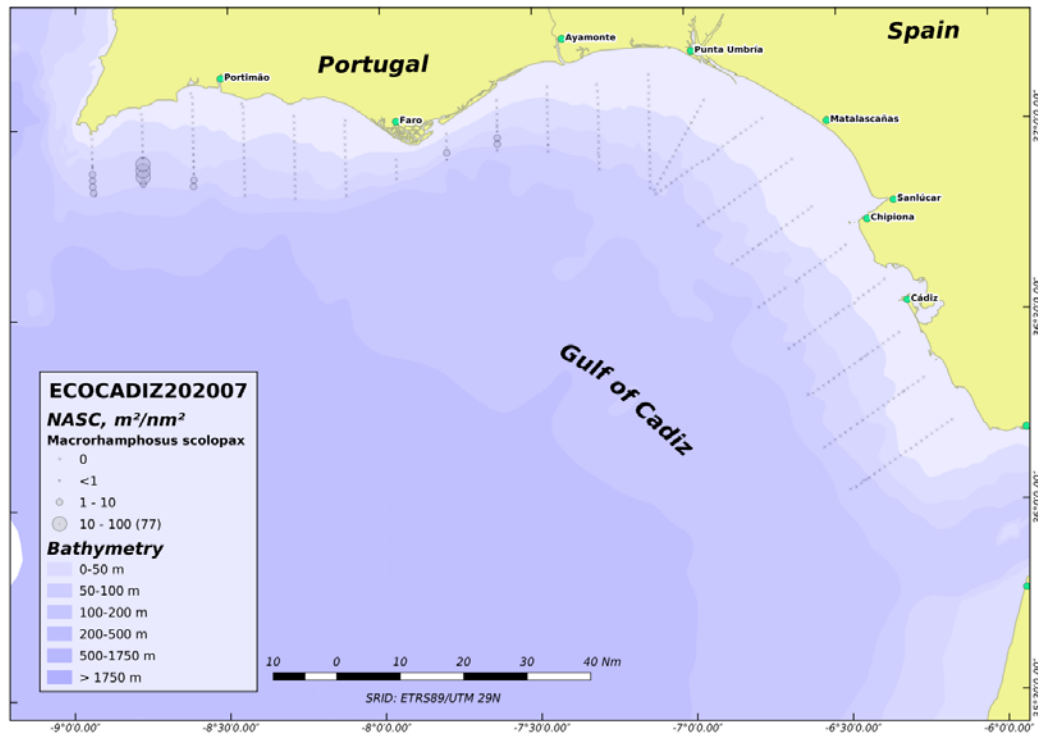 Spain
Ayamonte
Punta Umbría
Portugal
Portimão
Faro
Matalascañas
Sanlúcar
Chipiona
Cádiz
Gulf of Cadiz
ECOCADIZ202007
NASC, m²/nm²
Macrorhamphosus scolopax
0
<1
1 - 10
10 - 100 (77)
Bathymetry
0-50 m
50-100 m
100-200 m
200-500 m
500-1750 m
> 1750 m
10 0 10 20 30 40 Nm
SRID: ETRS89/UTM 29N
-9°0'0.00" -8°30'0.00" -8°0'0.00" -7°30'0.00" -7°0'0.00" -6°30'0.00" -6°0'0.00"